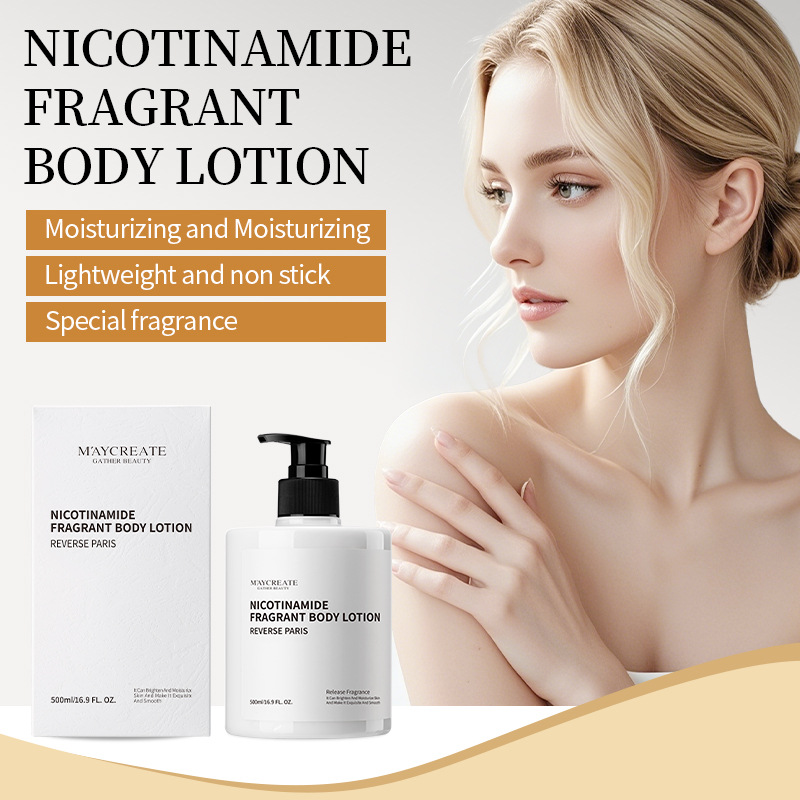 NICOTINAMIDE
FRAGRANT
BODY LOTION
Moisturizing and Moisturizing
Lightweight and non stick
Special fragrance
M'AYCREATE
GATHER BEAUTY
NICOTINAMIDE
FRAGRANT BODY LOTION
REVERSE PARIS
500ml/16.9 FL. OZ.
It Can Brighten And Moisturize
Skin And Make It Exquisite
And Smooth
M'AYCREATE
GATHER BEAUTY
NICOTINAMIDE
FRAGRANT BODY LOTION
REVERSE PARIS
500ml/16.9 FL. OZ.
Release Fragrance
It Can Brighten And Moisturize Skin
And Make It Exquisite And Smooth